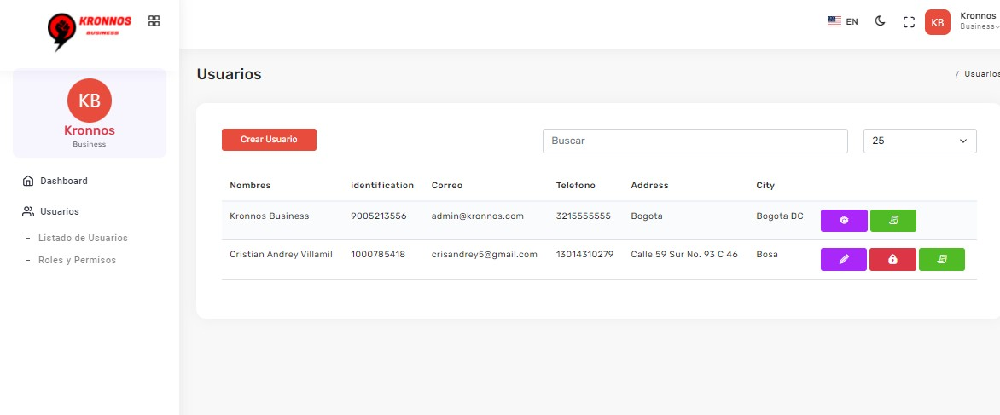 KRONNOS
BUSINESS
EN
KB
Kronnos
Business
Usuarios
/ Usuarios
KB
Kronnos
Business
Dashboard
Usuarios
– Listado de Usuarios
– Roles y Permisos
Crear Usuario
Buscar
25
Nombres identification Correo Telefono Address City
Kronnos Business 9005213556 admin@kronnos.com 3215555555 Bogota Bogota DC
Cristian Andrey Villamil 1000785418 crisandrey5@gmail.com 13014310279 Calle 59 Sur No. 93 C 46 Bosa